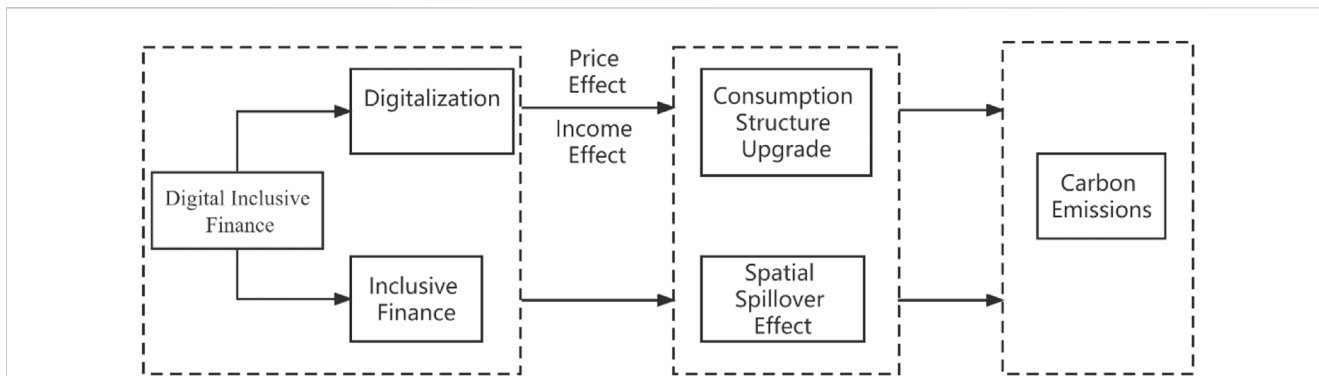 Digitalization
Digital Inclusive
Finance
Inclusive
Finance
Price
Effect
Income
Effect
Consumption
Structure
Upgrade
Spatial
Spillover
Effect
Carbon
Emissions